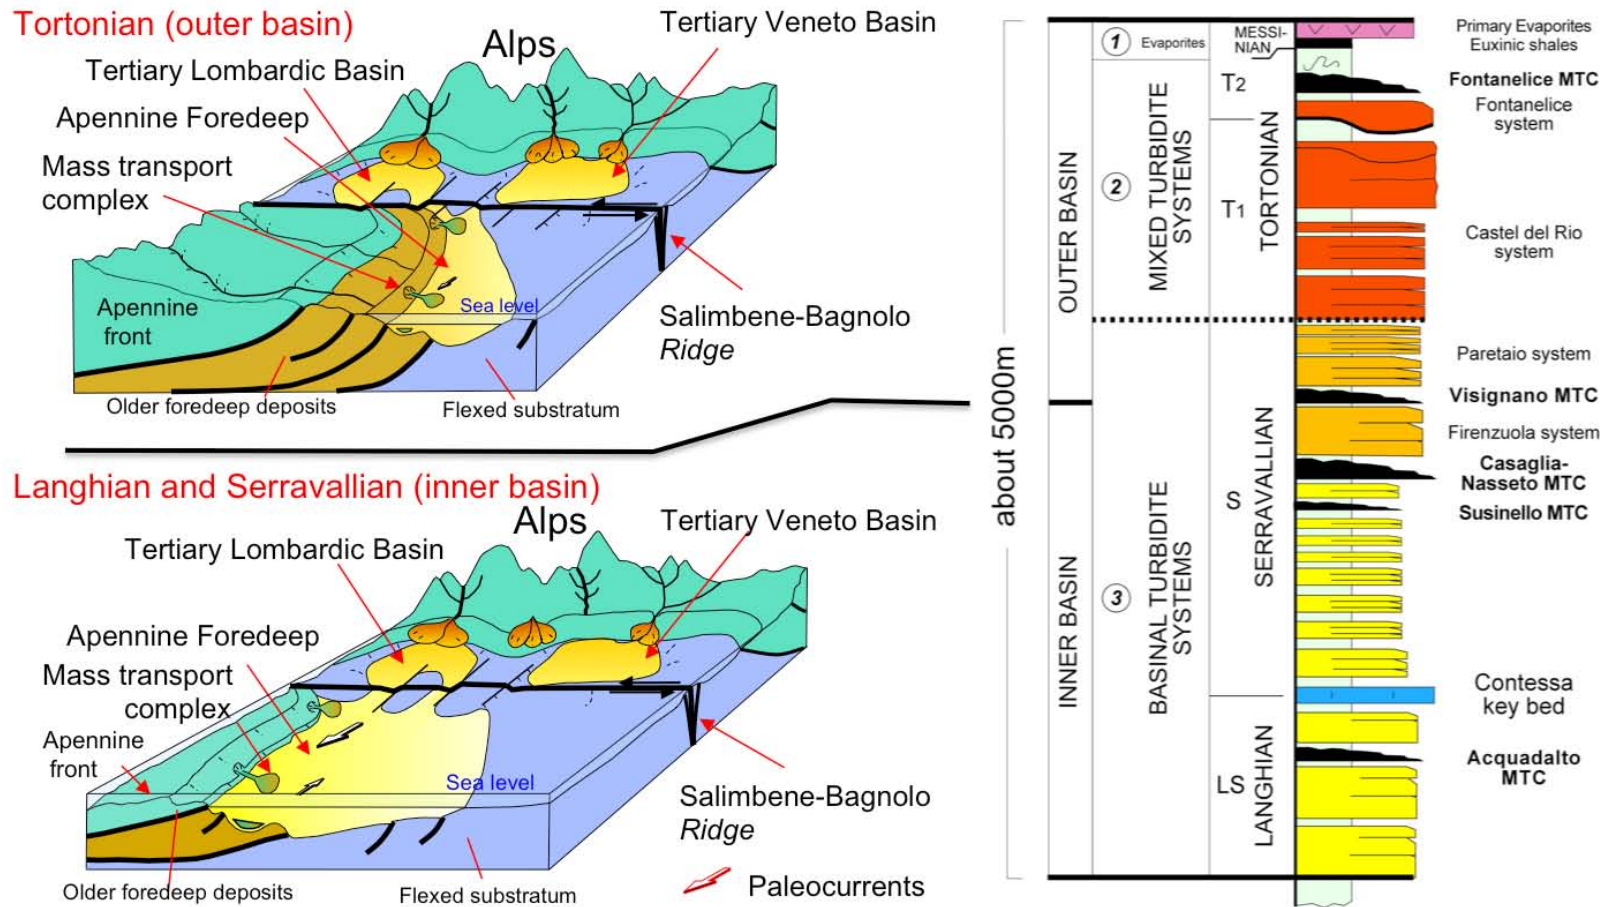 Tortonian (outer basin)
Alps
Tertiary Veneto Basin
Tertiary Lombardic Basin
Apennine Foredeep
Mass transport
complex
Apennine
front
Sea level
Salimbene-Bagnolo
Ridge
Older foredeep deposits
Flexed substratum
Langhian and Serravallian (inner basin)
Alps
Tertiary Veneto Basin
Tertiary Lombardic Basin
Apennine Foredeep
Mass transport
complex
Apennine
front
Sea level
Salimbene-Bagnolo
Ridge
Older foredeep deposits
Flexed substratum
Paleocurrents
about 5000m
OUTER BASIN
INNER BASIN
1
Evaporites
2
MIXED TURBIDITE
SYSTEMS
3
BASINAL TURBIDITE
SYSTEMS
MESSI-
NIAN
T2
T1
TORTONIAN
S
SERRAVALLIAN
LS
LANGHIAN
Primary Evaporites
Euxinic shales
Fontanelice MTC
Fontanelice
system
Castel del Rio
system
Paretaio system
Visignano MTC
Firenzuola system
Casaglia-
Nasseto MTC
Susinello MTC
Contessa
key bed
Acquadalto
MTC